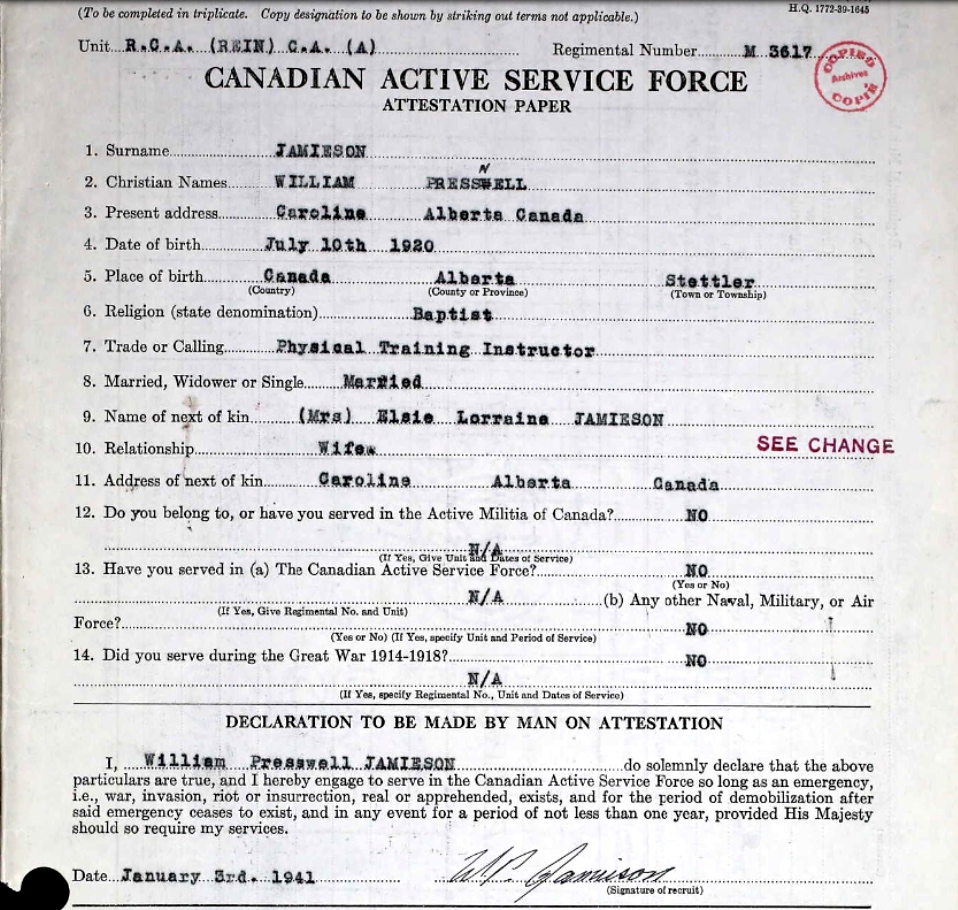 (To be completed in triplicate. Copy designation to be shown by striking out terms not applicable.)
H.Q. 1772-39-1645
Unit R.C.A. (REIN) C.A. (A) Regimental Number M 3617
COPIED
Archives
COPIÉ
CANADIAN ACTIVE SERVICE FORCE
ATTESTATION PAPER
1. Surname JAMIESON
N
2. Christian Names WILLIAM PRESSWELL
3. Present address Caroline Alberta Canada
4. Date of birth July 10th 1920
5. Place of birth Canada Alberta Stettler
(Country) (County or Province) (Town or Township)
6. Religion (state denomination) Baptist
7. Trade or Calling Physical Training Instructor
8. Married, Widower or Single Married
9. Name of next of kin (Mrs) Elsie Lorraine JAMIESON
10. Relationship Wife SEE CHANGE
11. Address of next of kin Caroline Alberta Canada
12. Do you belong to, or have you served in the Active Militia of Canada? NO
N/A
(If Yes, Give Unit and Dates of Service)
13. Have you served in (a) The Canadian Active Service Force? NO
(Yes or No)
N/A (b) Any other Naval, Military, or Air
(If Yes, Give Regimental No. and Unit)
Force? NO
(Yes or No) (If Yes, specify Unit and Period of Service)
14. Did you serve during the Great War 1914-1918? NO
N/A
(If Yes, specify Regimental No., Unit and Dates of Service)
DECLARATION TO BE MADE BY MAN ON ATTESTATION
I, William Presswell JAMIESON do solemnly declare that the above
particulars are true, and I hereby engage to serve in the Canadian Active Service Force so long as an emergency,
i.e., war, invasion, riot or insurrection, real or apprehended, exists, and for the period of demobilization after
said emergency ceases to exist, and in any event for a period of not less than one year, provided His Majesty
should so require my services.
Date January 3rd. 1941 W.P. Jamieson
(Signature of recruit)